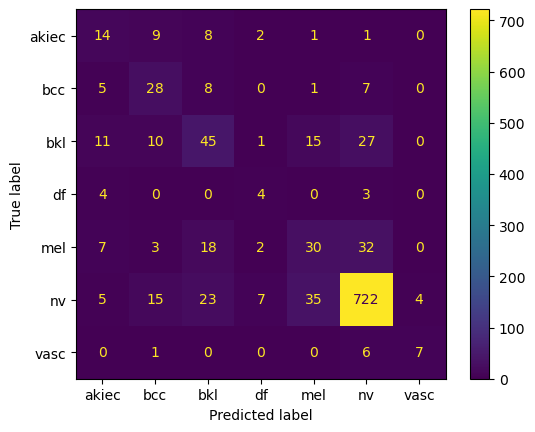 akiec 14 9 8 2 1 1 0
bcc 5 28 8 0 1 7 0
bkl 11 10 45 1 15 27 0
df 4 0 0 4 0 3 0
mel 7 3 18 2 30 32 0
nv 5 15 23 7 35 722 4
vasc 0 1 0 0 0 6 7
akiec bcc bkl df mel nv vasc
Predicted label
True label
700
600
500
400
300
200
100
0